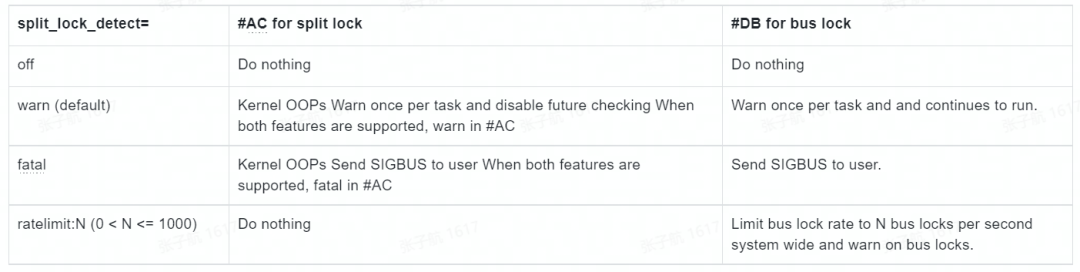 split_lock_detect=
#AC for split lock
#DB for bus lock
off
Do nothing
Do nothing
warn (default)
Kernel OOPs Warn once per task and disable future checking When
both features are supported, warn in #AC
Warn once per task and and continues to run.
fatal
Kernel OOPs Send SIGBUS to user When both features are
supported, fatal in #AC
Send SIGBUS to user.
ratelimit:N (0 < N <= 1000)
Do nothing
Limit bus lock rate to N bus locks per second
system wide and warn on bus locks.